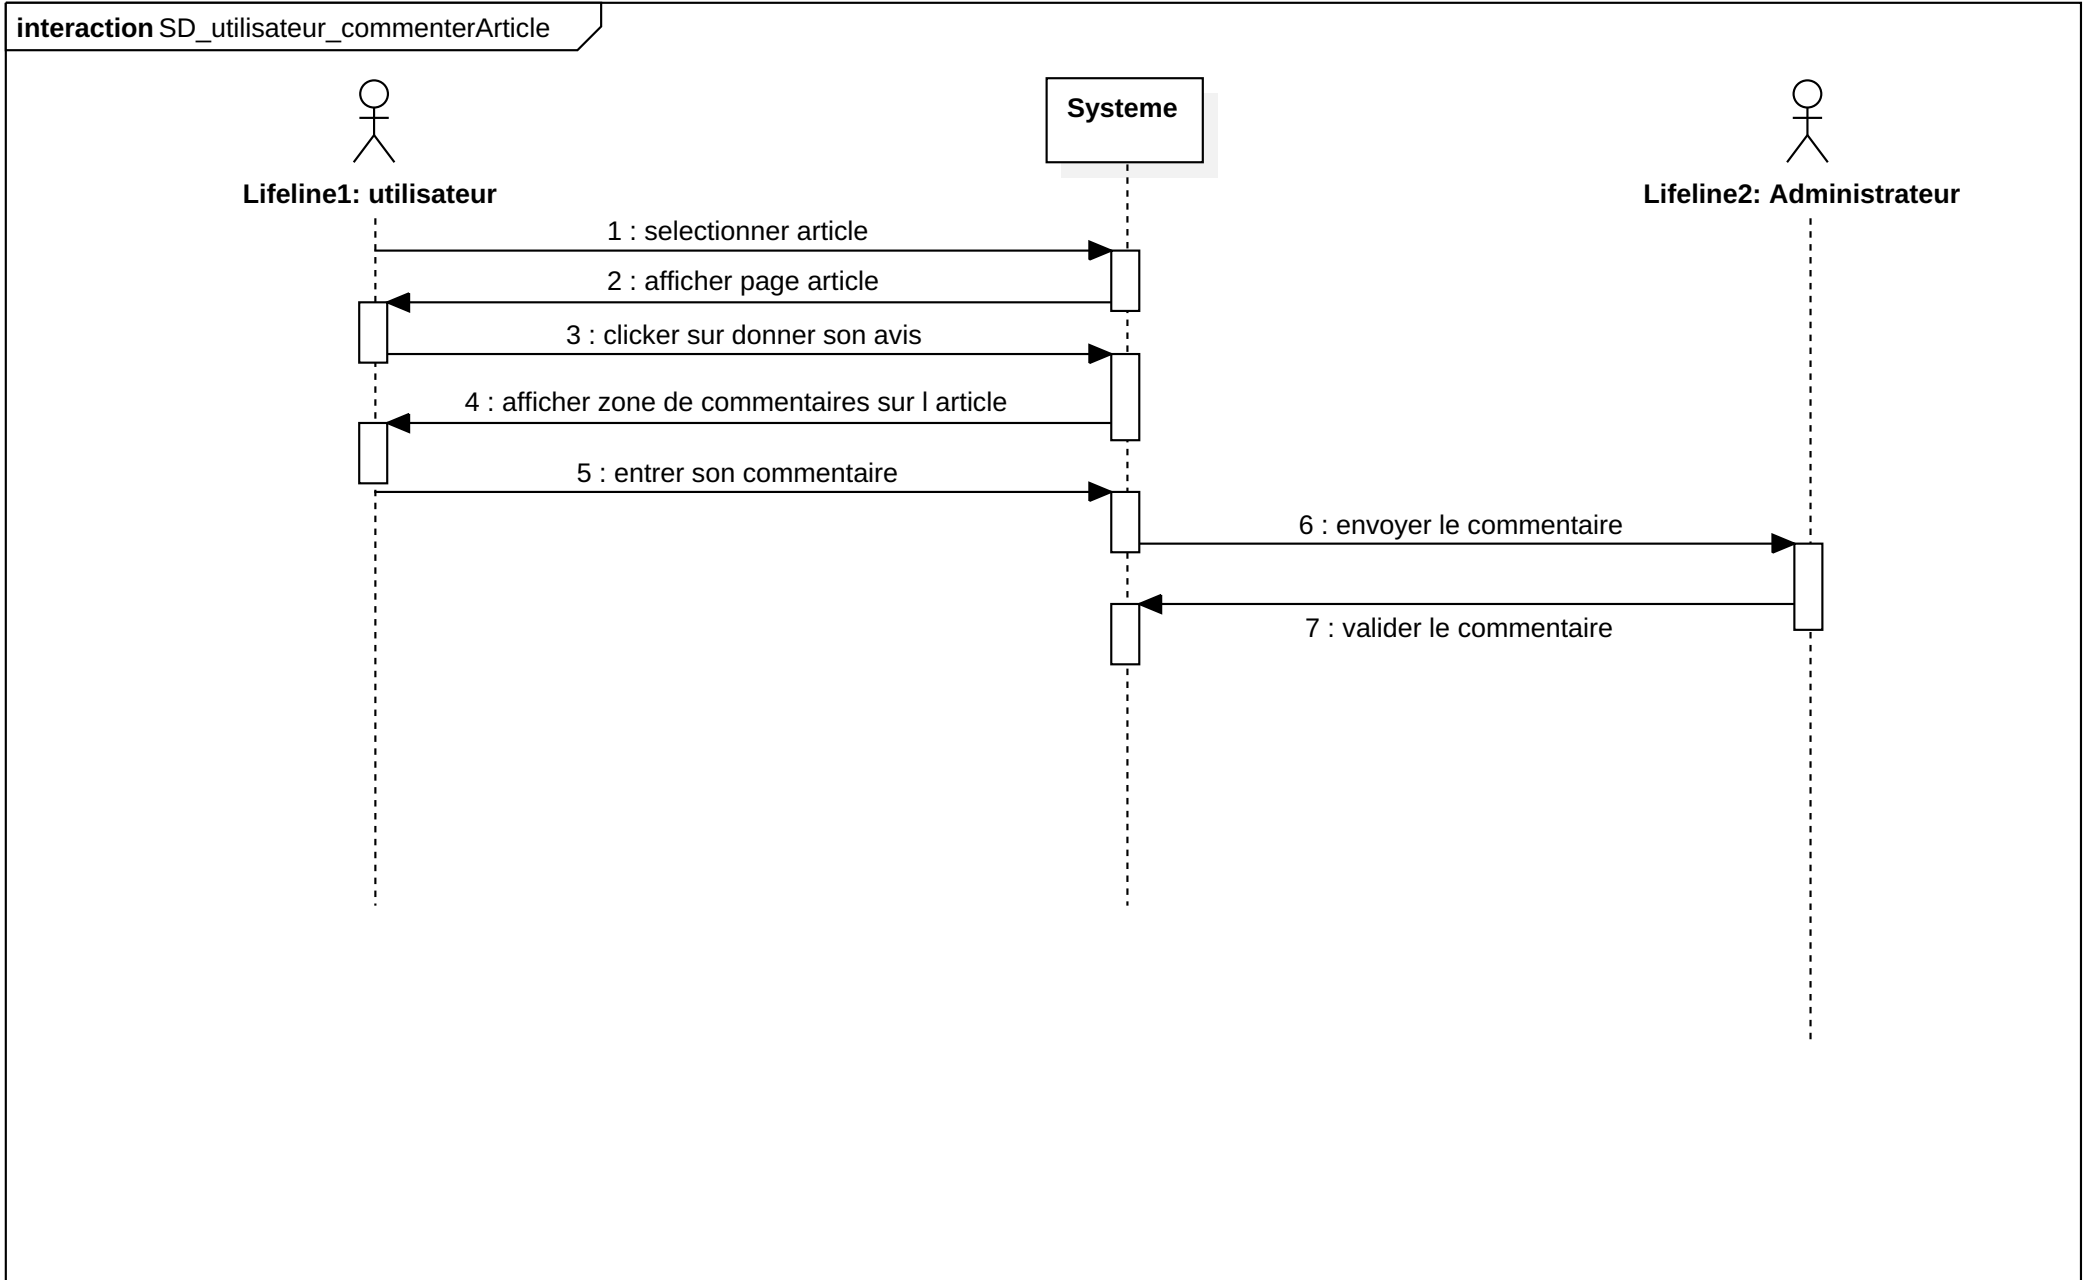 interaction SD_utilisateur_commenterArticle
Systeme
Lifeline1: utilisateur
Lifeline2: Administrateur
1 : selectionner article
2 : afficher page article
3 : clicker sur donner son avis
4 : afficher zone de commentaires sur l article
5 : entrer son commentaire
6 : envoyer le commentaire
7 : valider le commentaire